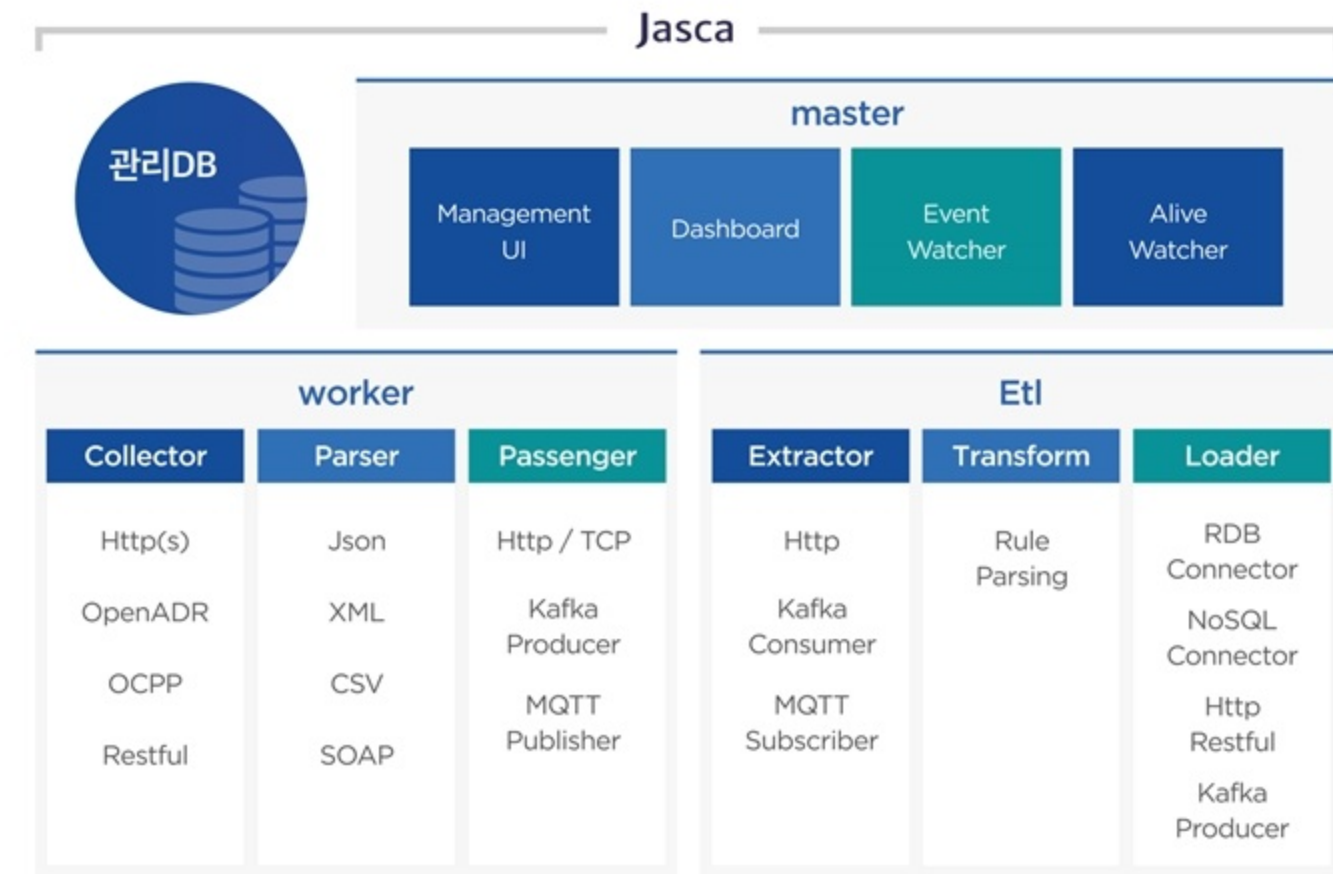 Jasca
관리DB
master
Management
UI
Dashboard
Event
Watcher
Alive
Watcher
worker
Collector
Http(s)
OpenADR
OCPP
Restful
Parser
Json
XML
CSV
SOAP
Passenger
Http / TCP
Kafka
Producer
MQTT
Publisher
Etl
Extractor
Http
Kafka
Consumer
MQTT
Subscriber
Transform
Rule
Parsing
Loader
RDB
Connector
NoSQL
Connector
Http
Restful
Kafka
Producer